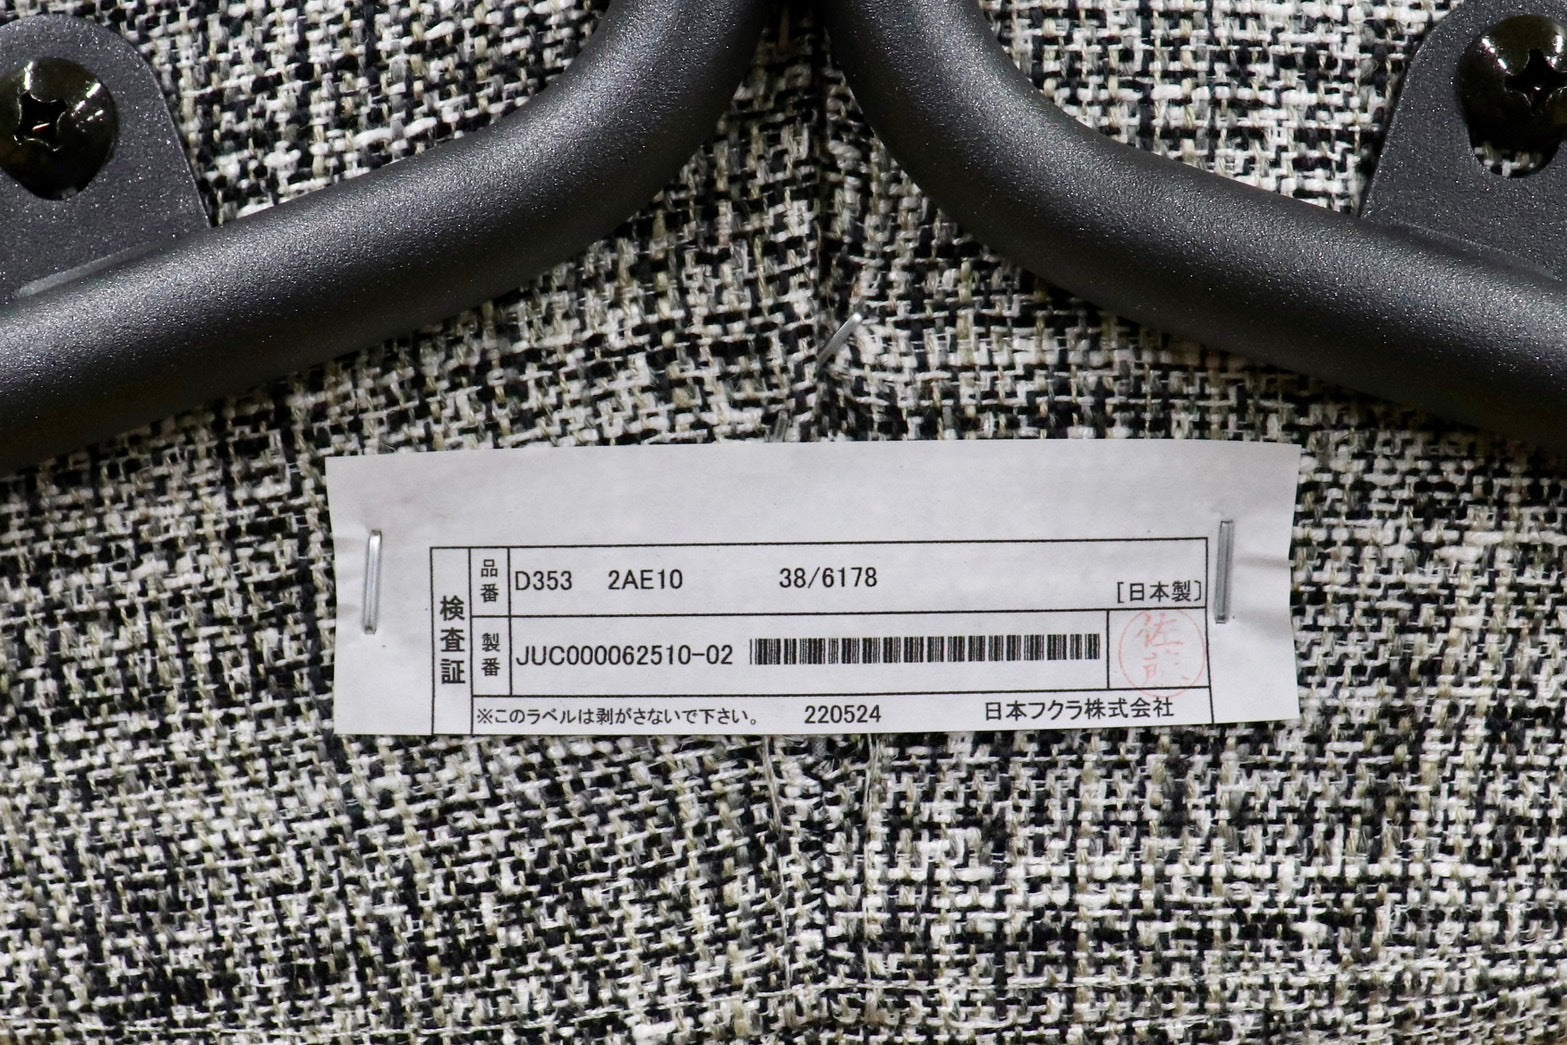 検査証
品番 D353 2AE10 38/6178 [日本製]
製番 JUC000062510-02
佐
※このラベルは剥がさないで下さい。 220524 日本フクラ株式会社